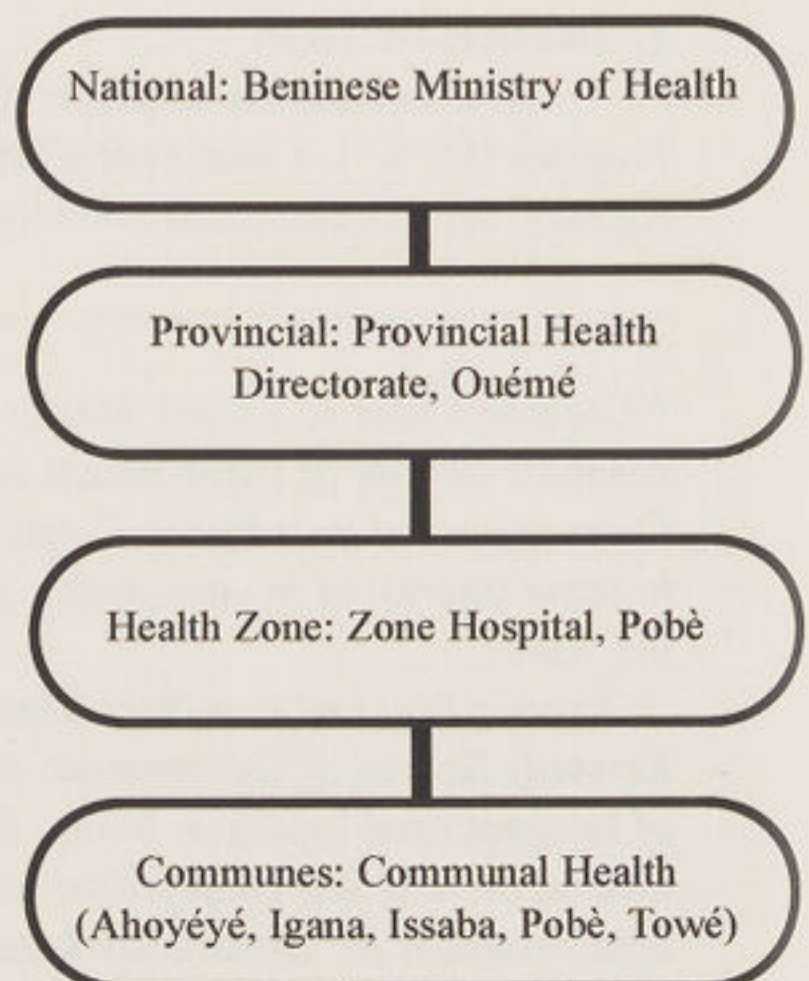 National: Beninese Ministry of Health
Provincial: Provincial Health
Directorate, Ouémé
Health Zone: Zone Hospital, Pobè
Communes: Communal Health
(Ahoyéyé, Igana, Issaba, Pobè, Towé)